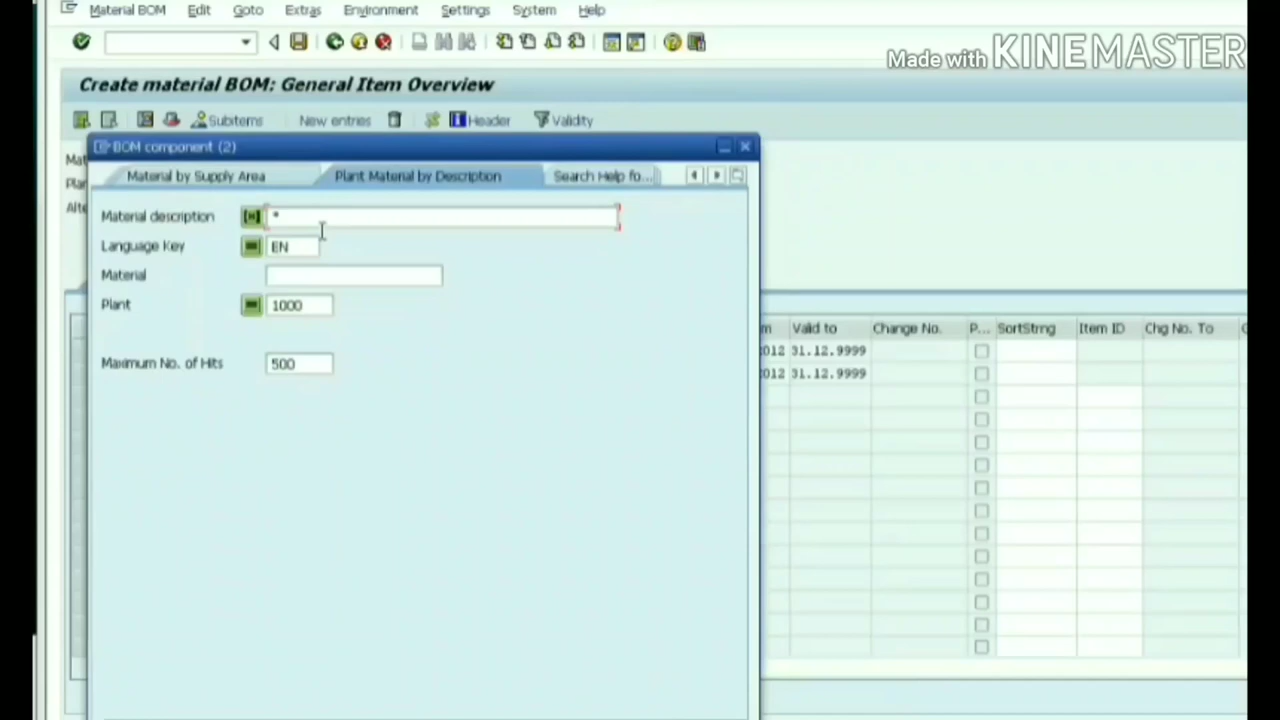 Material BOM Edit Goto Extras Environment Settings System Help
Made with KINEMASTER
Create material BOM: General Item Overview
Subitems New entries Header Validity
BOM component (2)
Material by Supply Area Plant Material by Description Search Help fo...
Material description *
Language Key EN
Material
Plant 1000
Maximum No. of Hits 500
Valid to Change No. P... SortStrng Item ID Chg No. To
2012 31.12.9999
2012 31.12.9999